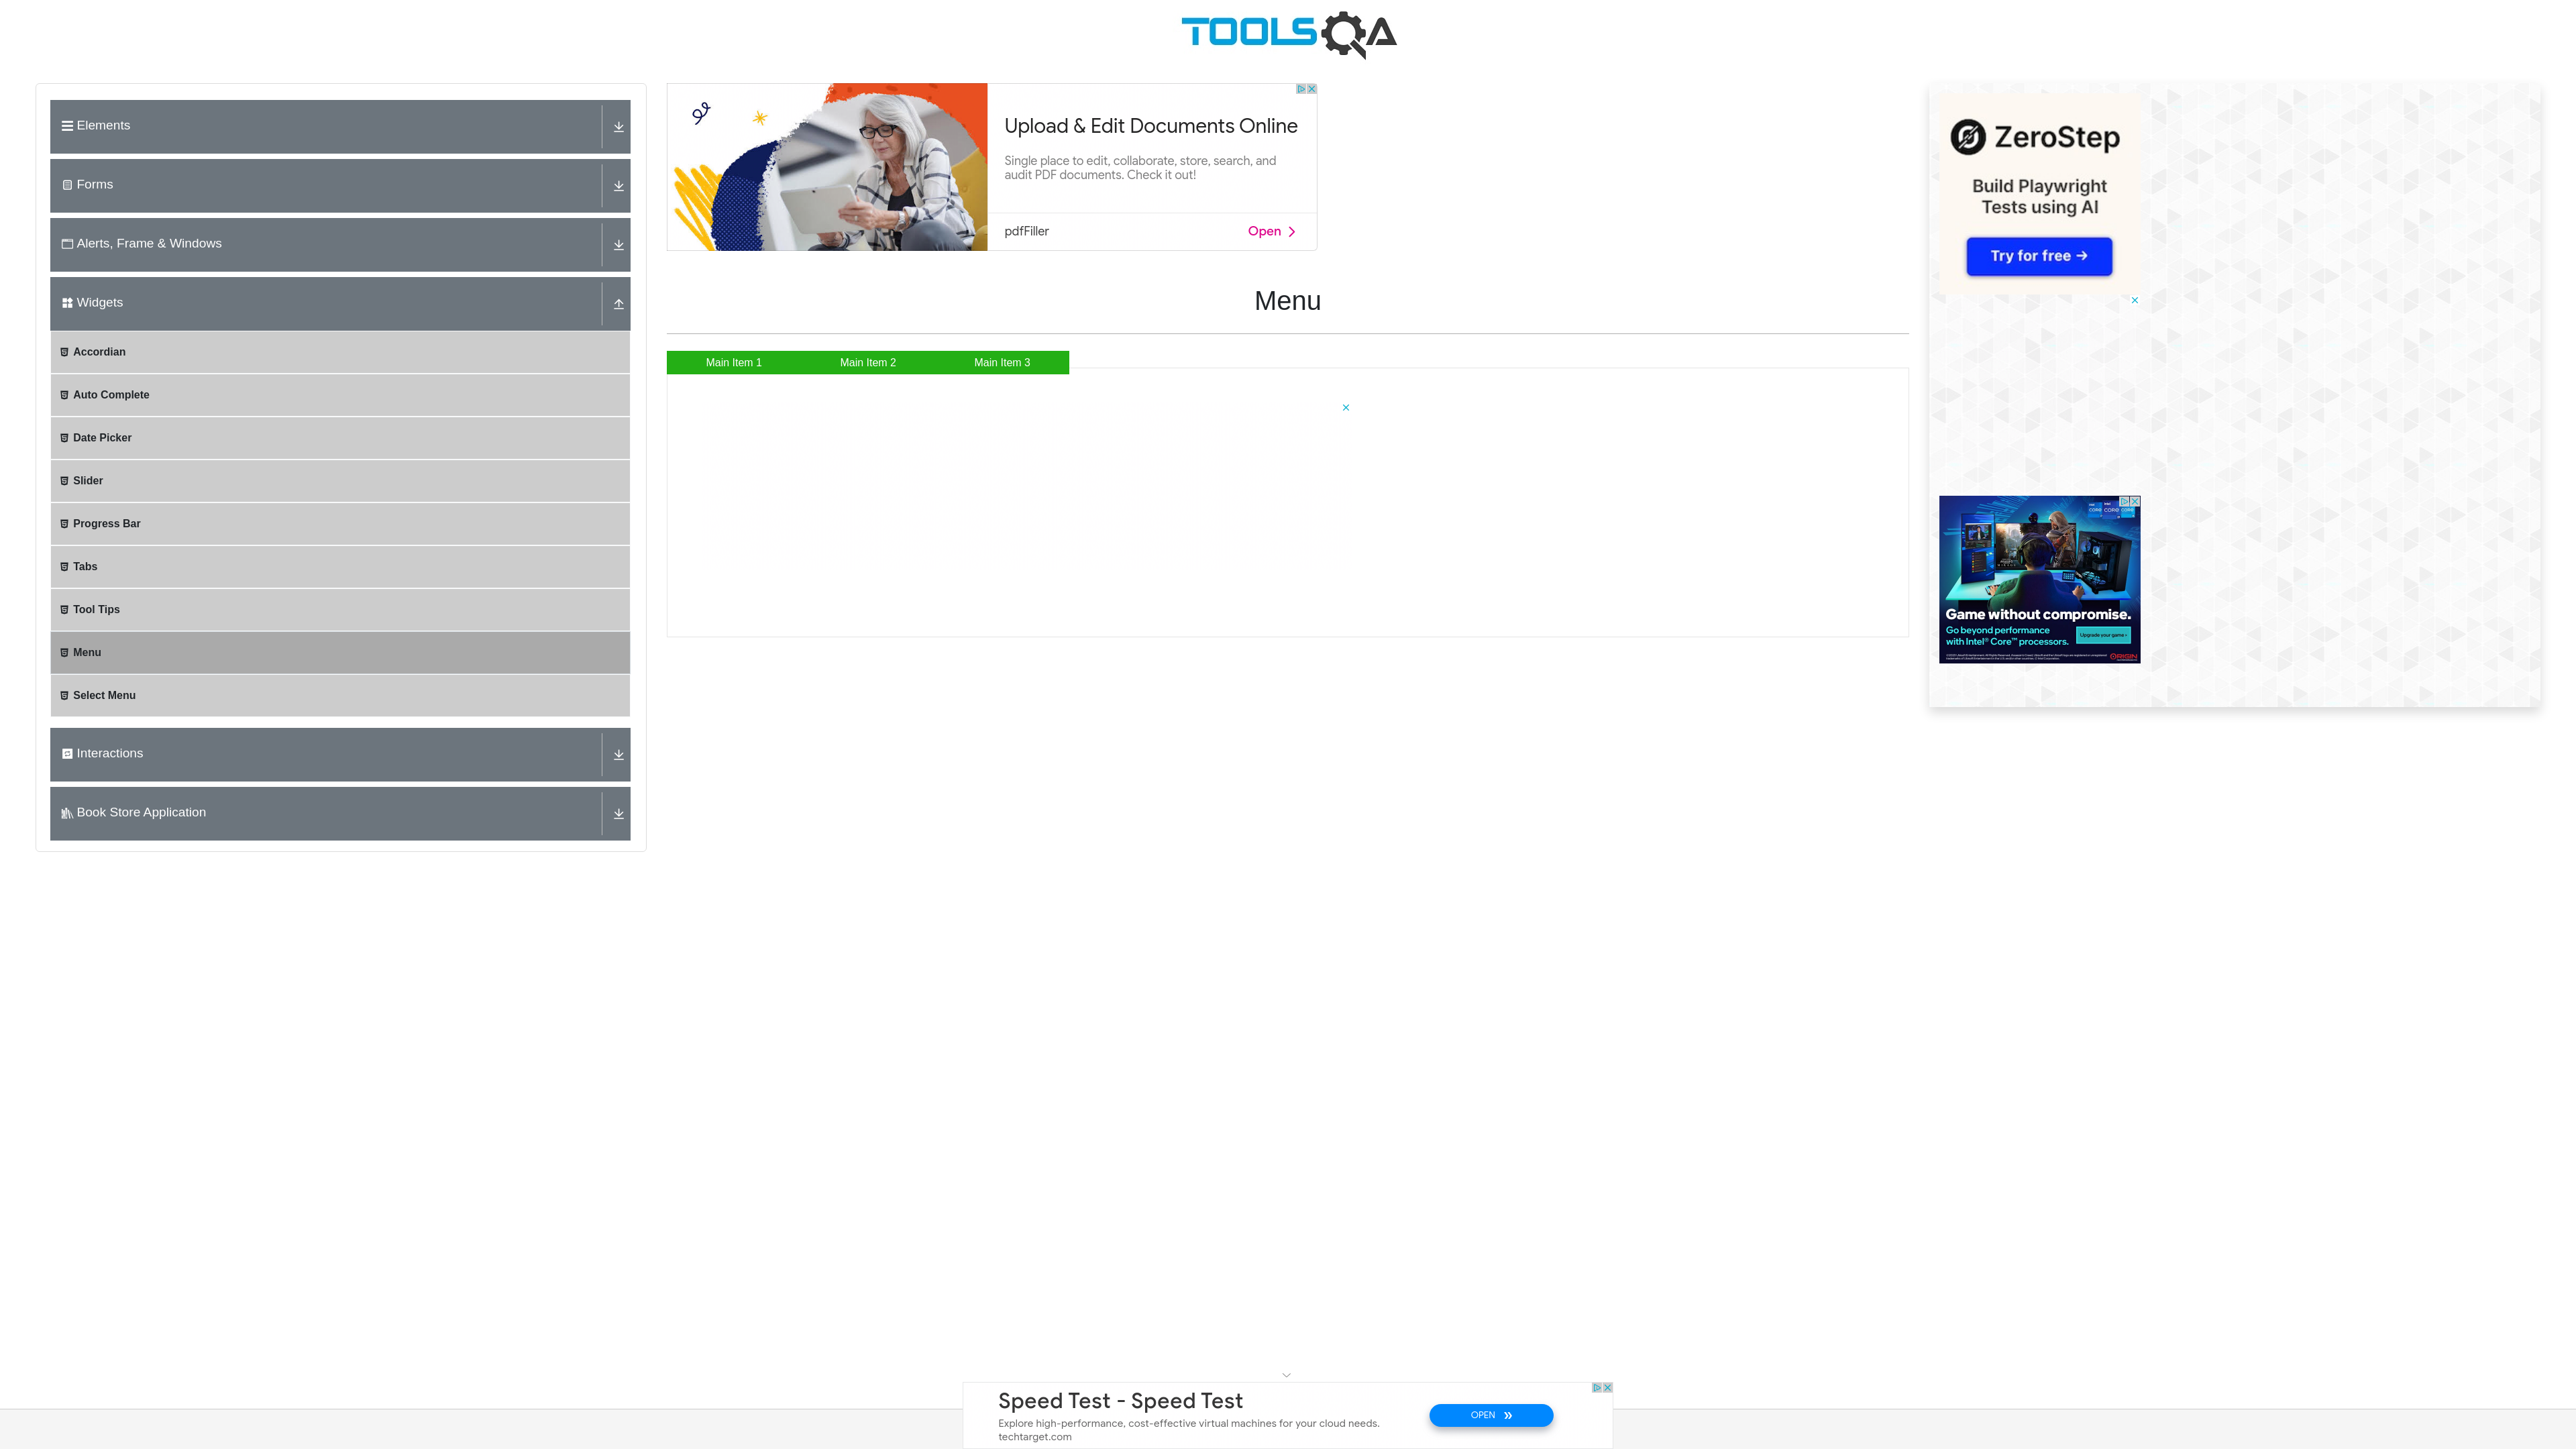 TOOLSQA
Elements
Forms
Alerts, Frame & Windows
Widgets
Accordian
Auto Complete
Date Picker
Slider
Progress Bar
Tabs
Tool Tips
Menu
Select Menu
Interactions
Book Store Application
Upload & Edit Documents Online
Single place to edit, collaborate, store, search, and
audit PDF documents. Check it out!
pdfFiller
Open
Menu
Main Item 1
Main Item 2
Main Item 3
ZeroStep
Build Playwright
Tests using AI
Try for free →
Game without compromise.
Go beyond performance
with Intel® Core™ processors.
Upgrade your game ›
ORIGIN
Speed Test - Speed Test
Explore high-performance, cost-effective virtual machines for your cloud needs.
techtarget.com
OPEN »